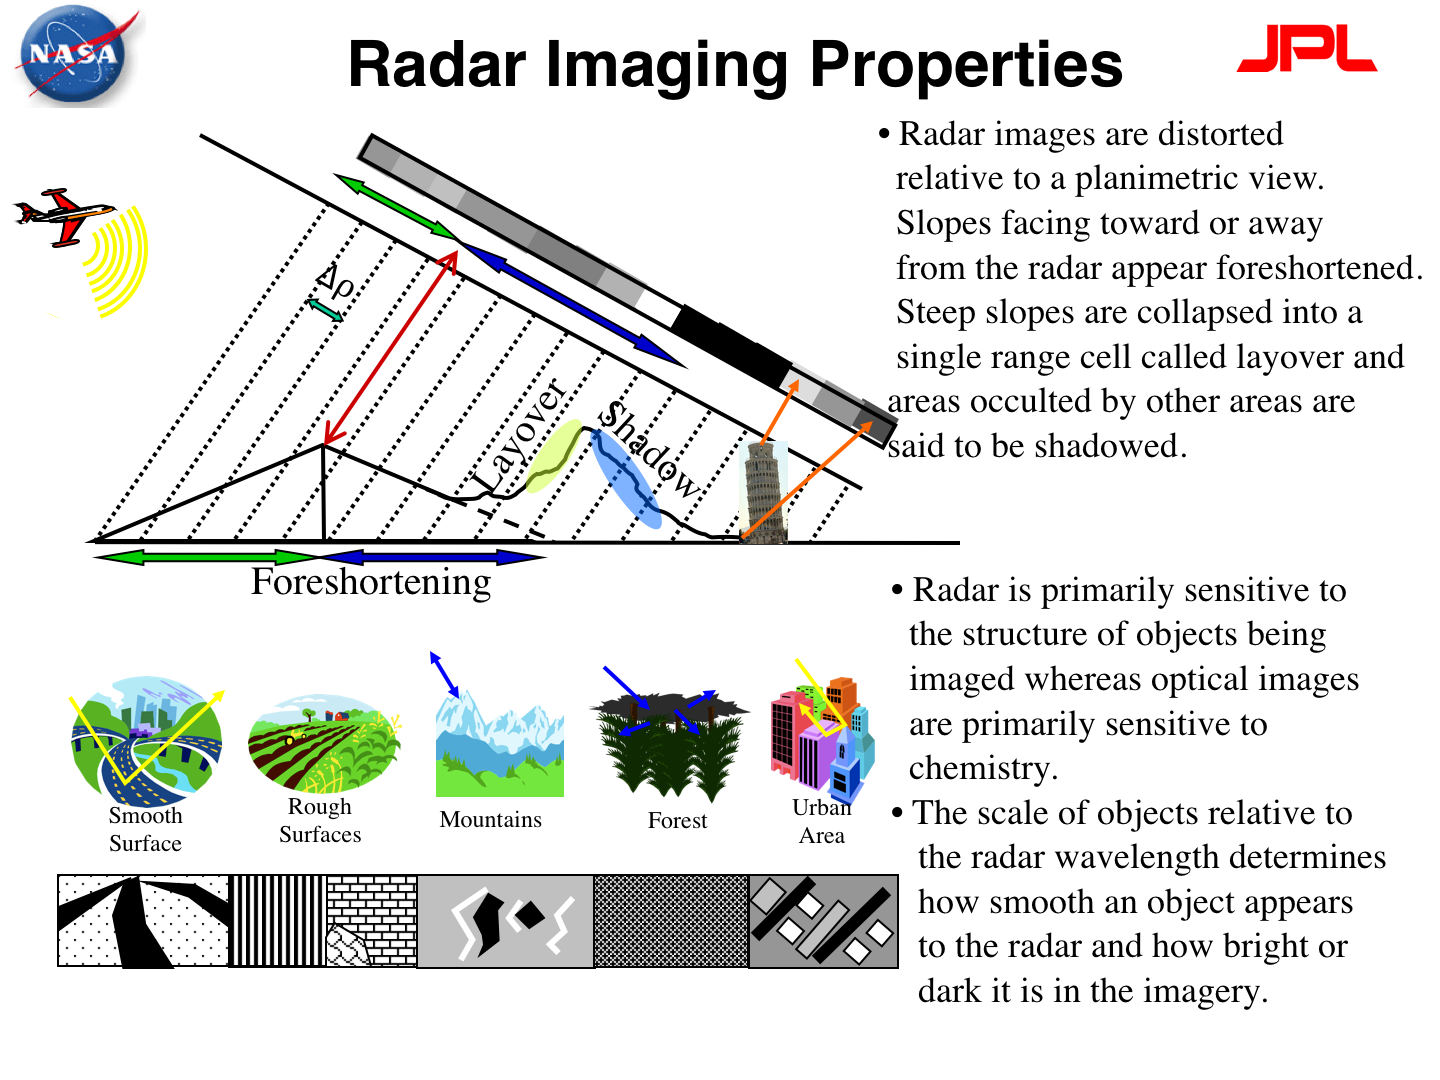 NASA
Radar Imaging Properties
JPL
• Radar images are distorted
relative to a planimetric view.
Slopes facing toward or away
from the radar appear foreshortened.
Steep slopes are collapsed into a
single range cell called layover and
areas occulted by other areas are
said to be shadowed.
Δρ
Layover
Shadow
Foreshortening
• Radar is primarily sensitive to
the structure of objects being
imaged whereas optical images
are primarily sensitive to
chemistry.
• The scale of objects relative to
the radar wavelength determines
how smooth an object appears
to the radar and how bright or
dark it is in the imagery.
Smooth
Surface
Rough
Surfaces
Mountains
Forest
Urban
Area